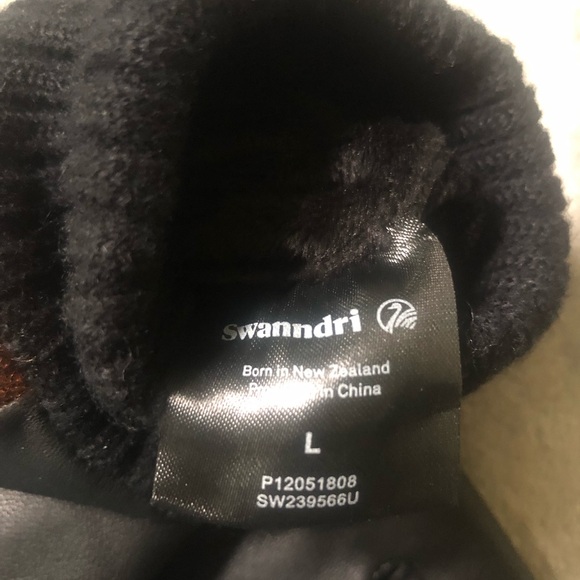 swanndri
Born in New Zealand
in China
L
P12051808
SW239566U